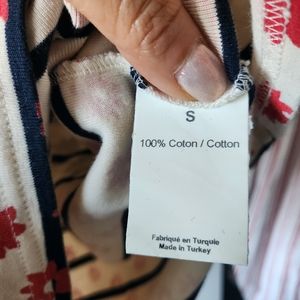 S
100% Coton / Cotton
Fabriqué en Turquie
Made in Turkey